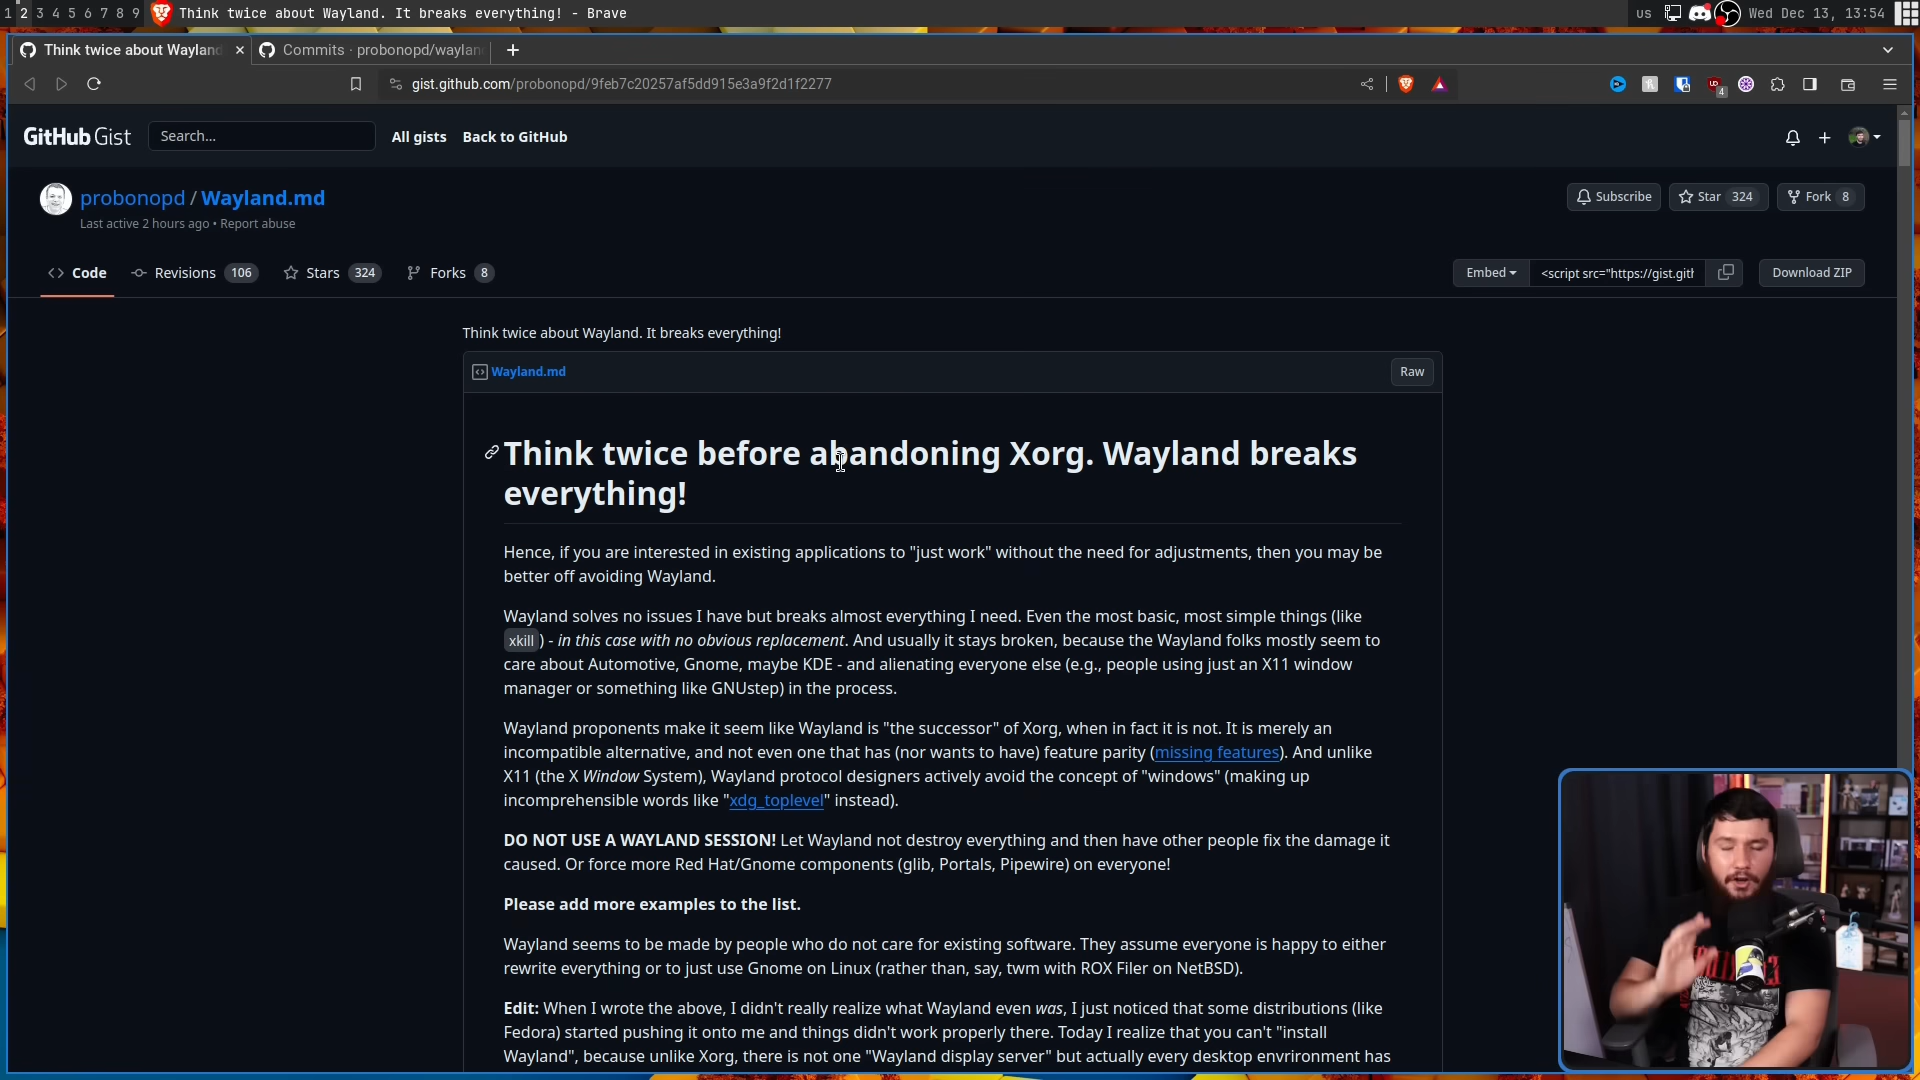 1 2 3 4 5 6 7 8 9 Think twice about Wayland. It breaks everything! - Brave us Wed Dec 13, 13:54
Think twice about Wayland Commits · probonopd/wayland
gist.github.com/probonopd/9feb7c20257af5dd915e3a9f2d1f2277 4
GitHub Gist Search... All gists Back to GitHub
probonopd / Wayland.md Subscribe Star 324 Fork 8
Last active 2 hours ago • Report abuse
Code Revisions 106 Stars 324 Forks 8 Embed <script src="https://gist.gith Download ZIP
Think twice about Wayland. It breaks everything!
Wayland.md Raw
Think twice before abandoning Xorg. Wayland breaks
everything!
Hence, if you are interested in existing applications to "just work" without the need for adjustments, then you may be
better off avoiding Wayland.
Wayland solves no issues I have but breaks almost everything I need. Even the most basic, most simple things (like
xkill) - in this case with no obvious replacement. And usually it stays broken, because the Wayland folks mostly seem to
care about Automotive, Gnome, maybe KDE - and alienating everyone else (e.g., people using just an X11 window
manager or something like GNUstep) in the process.
Wayland proponents make it seem like Wayland is "the successor" of Xorg, when in fact it is not. It is merely an
incompatible alternative, and not even one that has (nor wants to have) feature parity (missing features). And unlike
X11 (the X Window System), Wayland protocol designers actively avoid the concept of "windows" (making up
incomprehensible words like "xdg_toplevel" instead).
DO NOT USE A WAYLAND SESSION! Let Wayland not destroy everything and then have other people fix the damage it
caused. Or force more Red Hat/Gnome components (glib, Portals, Pipewire) on everyone!
Please add more examples to the list.
Wayland seems to be made by people who do not care for existing software. They assume everyone is happy to either
rewrite everything or to just use Gnome on Linux (rather than, say, twm with ROX Filer on NetBSD).
Edit: When I wrote the above, I didn't really realize what Wayland even was, I just noticed that some distributions (like
Fedora) started pushing it onto me and things didn't work properly there. Today I realize that you can't "install
Wayland", because unlike Xorg, there is not one "Wayland display server" but actually every desktop envrironment has